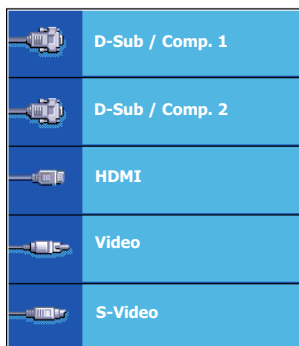 D-Sub / Comp. 1
D-Sub / Comp. 2
HDMI
Video
S-Video